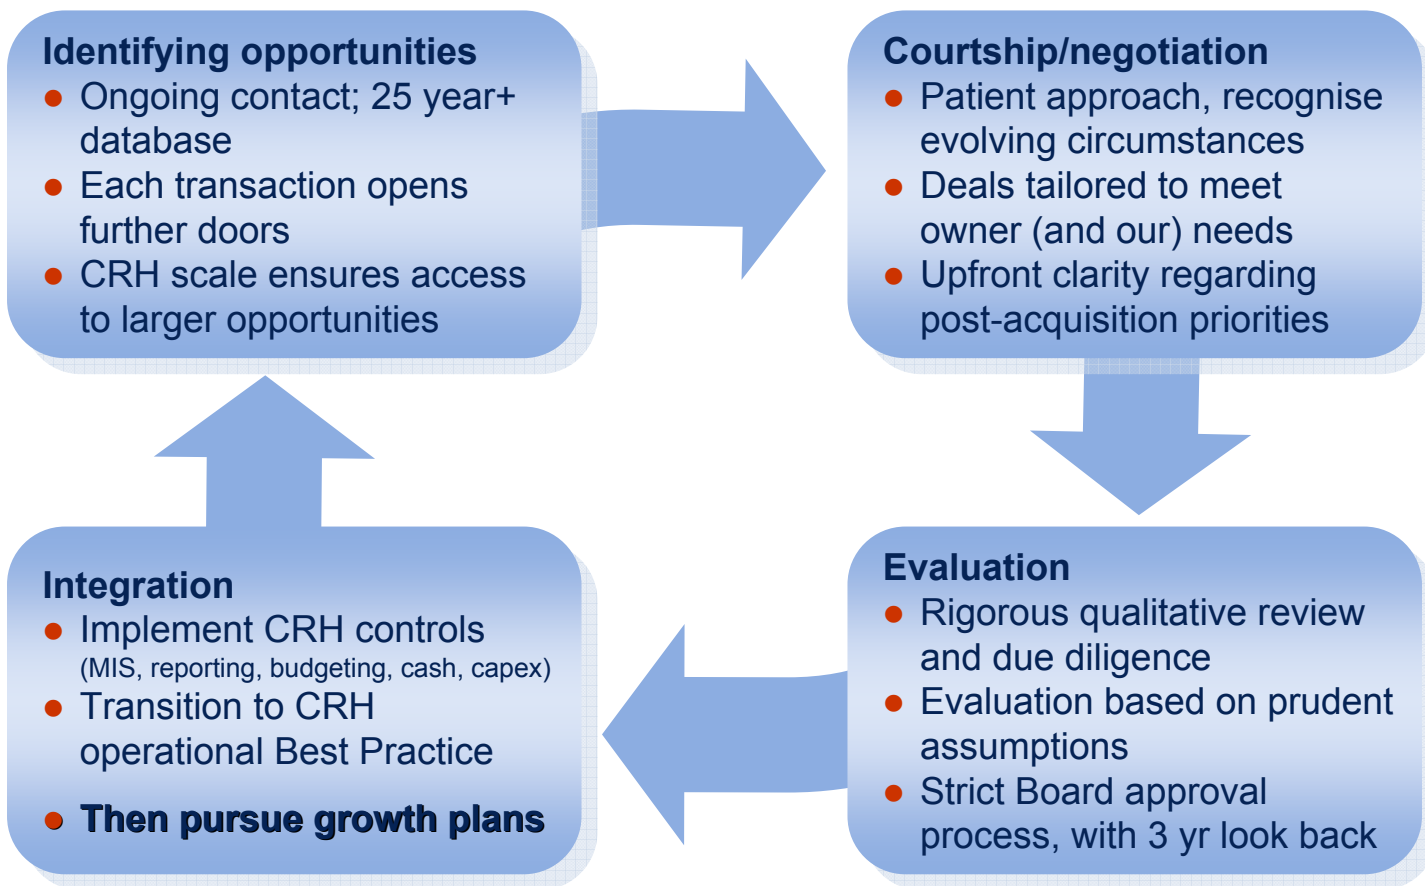 Identifying opportunities
● Ongoing contact; 25 year+
database
● Each transaction opens
further doors
● CRH scale ensures access
to larger opportunities
Courtship/negotiation
● Patient approach, recognise
evolving circumstances
● Deals tailored to meet
owner (and our) needs
● Upfront clarity regarding
post-acquisition priorities
Evaluation
● Rigorous qualitative review
and due diligence
● Evaluation based on prudent
assumptions
● Strict Board approval
process, with 3 yr look back
Integration
● Implement CRH controls
(MIS, reporting, budgeting, cash, capex)
● Transition to CRH
operational Best Practice
● Then pursue growth plans